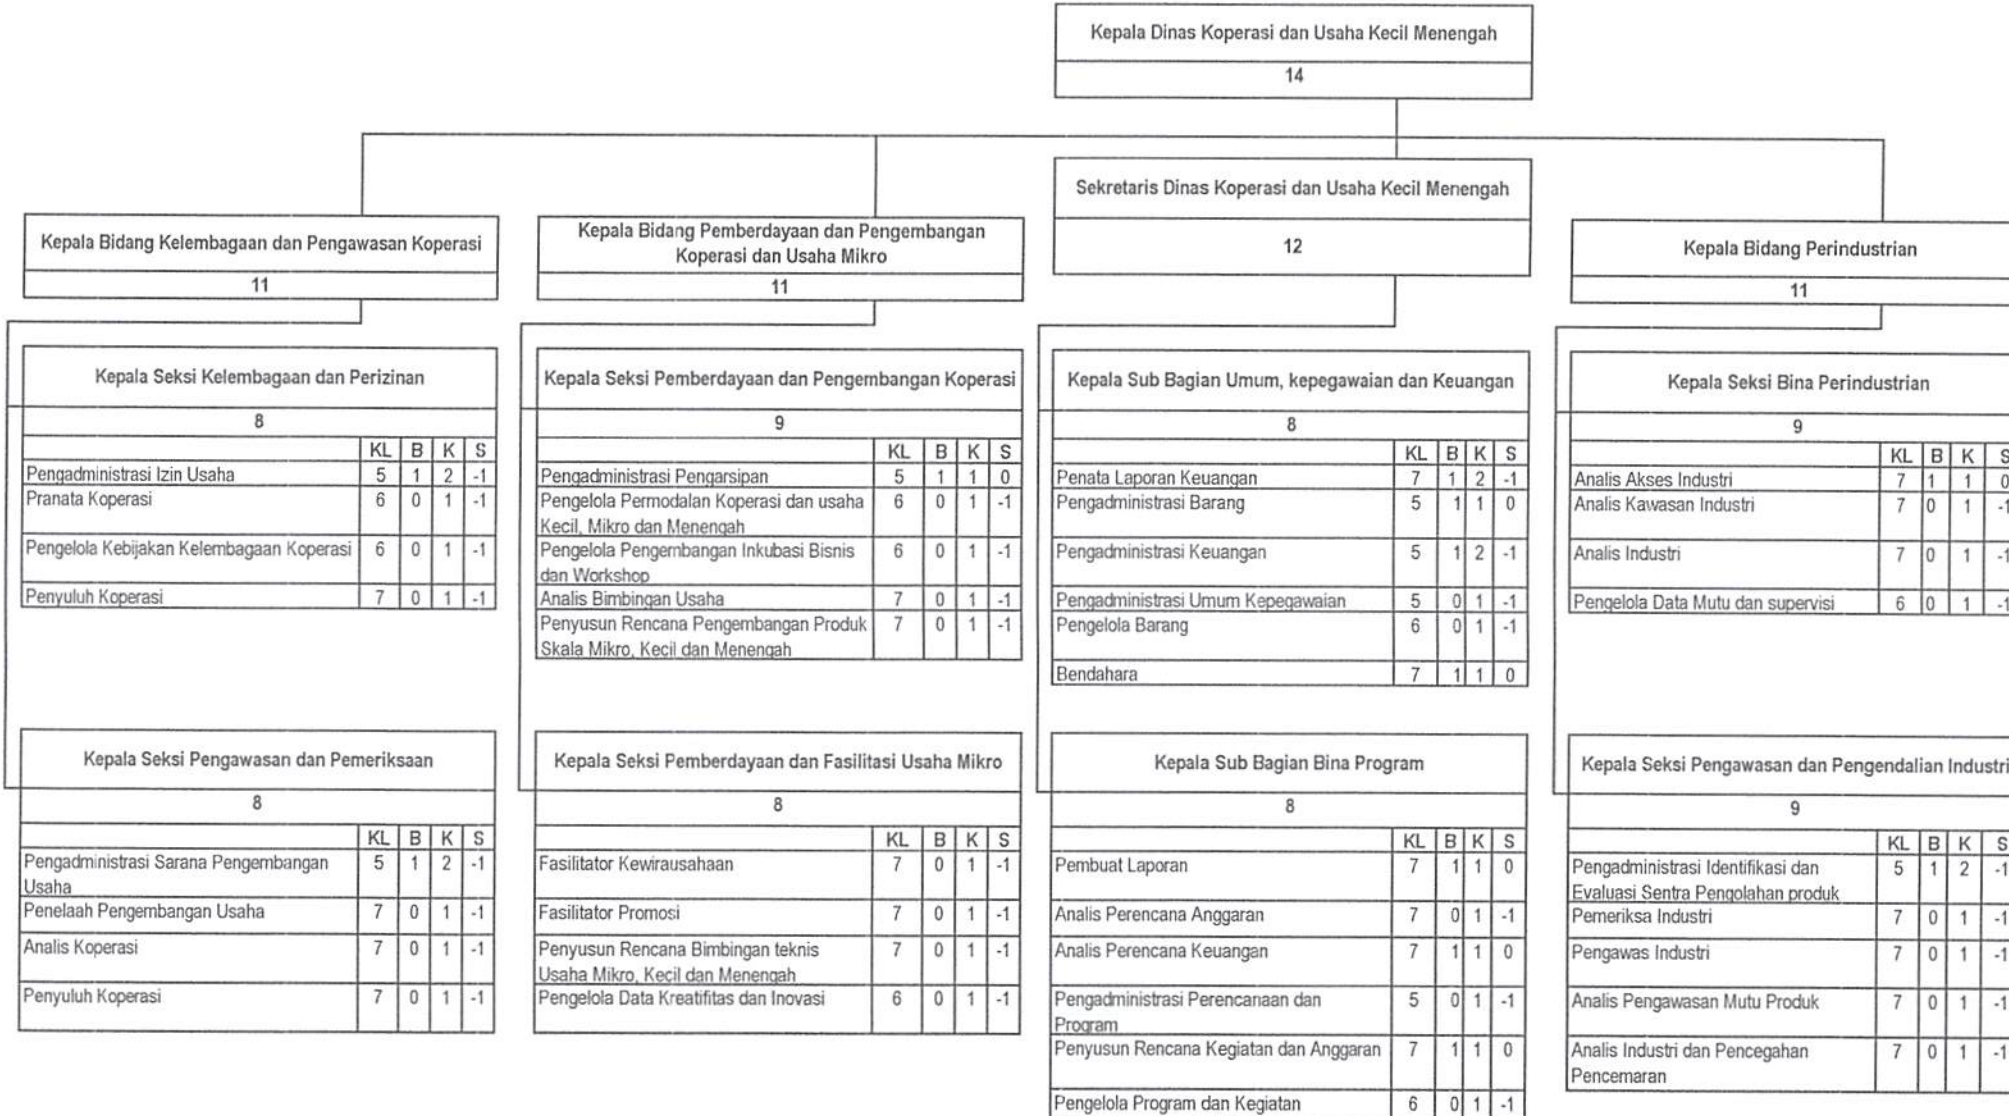 Kepala Dinas Koperasi dan Usaha Kecil Menengah
14
Sekretaris Dinas Koperasi dan Usaha Kecil Menengah
12
Kepala Bidang Kelembagaan dan Pengawasan Koperasi
11
Kepala Bidang Pemberdayaan dan Pengembangan
Koperasi dan Usaha Mikro
11
Kepala Bidang Perindustrian
11
Kepala Seksi Kelembagaan dan Perizinan
8
KL B K S
Pengadministrasi Izin Usaha 5 1 2 -1
Pranata Koperasi 6 0 1 -1
Pengelola Kebijakan Kelembagaan Koperasi 6 0 1 -1
Penyuluh Koperasi 7 0 1 -1
Kepala Seksi Pemberdayaan dan Pengembangan Koperasi
9
KL B K S
Pengadministrasi Pengarsipan 5 1 1 0
Pengelola Permodalan Koperasi dan usaha 6 0 1 -1
Kecil, Mikro dan Menengah
Pengelola Pengembangan Inkubasi Bisnis 6 0 1 -1
dan Workshop
Analis Bimbingan Usaha 7 0 1 -1
Penyusun Rencana Pengembangan Produk 7 0 1 -1
Skala Mikro, Kecil dan Menengah
Kepala Sub Bagian Umum, kepegawaian dan Keuangan
8
KL B K S
Penata Laporan Keuangan 7 1 2 -1
Pengadministrasi Barang 5 1 1 0
Pengadministrasi Keuangan 5 1 2 -1
Pengadministrasi Umum Kepegawaian 5 0 1 -1
Pengelola Barang 6 0 1 -1
Bendahara 7 1 1 0
Kepala Seksi Bina Perindustrian
9
KL B K S
Analis Akses Industri 7 1 1 0
Analis Kawasan Industri 7 0 1 -1
Analis Industri 7 0 1 -1
Pengelola Data Mutu dan supervisi 6 0 1 -1
Kepala Seksi Pengawasan dan Pemeriksaan
8
KL B K S
Pengadministrasi Sarana Pengembangan 5 1 2 -1
Usaha
Penelaah Pengembangan Usaha 7 0 1 -1
Analis Koperasi 7 0 1 -1
Penyuluh Koperasi 7 0 1 -1
Kepala Seksi Pemberdayaan dan Fasilitasi Usaha Mikro
8
KL B K S
Fasilitator Kewirausahaan 7 0 1 -1
Fasilitator Promosi 7 0 1 -1
Penyusun Rencana Bimbingan teknis 7 0 1 -1
Usaha Mikro, Kecil dan Menengah
Pengelola Data Kreatifitas dan Inovasi 6 0 1 -1
Kepala Sub Bagian Bina Program
8
KL B K S
Pembuat Laporan 7 1 1 0
Analis Perencana Anggaran 7 0 1 -1
Analis Perencana Keuangan 7 1 1 0
Pengadministrasi Perencanaan dan 5 0 1 -1
Program
Penyusun Rencana Kegiatan dan Anggaran 7 1 1 0
Pengelola Program dan Kegiatan 6 0 1 -1
Kepala Seksi Pengawasan dan Pengendalian Industri
9
KL B K S
Pengadministrasi Identifikasi dan 5 1 2 -1
Evaluasi Sentra Pengolahan produk
Pemeriksa Industri 7 0 1 -1
Pengawas Industri 7 0 1 -1
Analis Pengawasan Mutu Produk 7 0 1 -1
Analis Industri dan Pencegahan 7 0 1 -1
Pencemaran